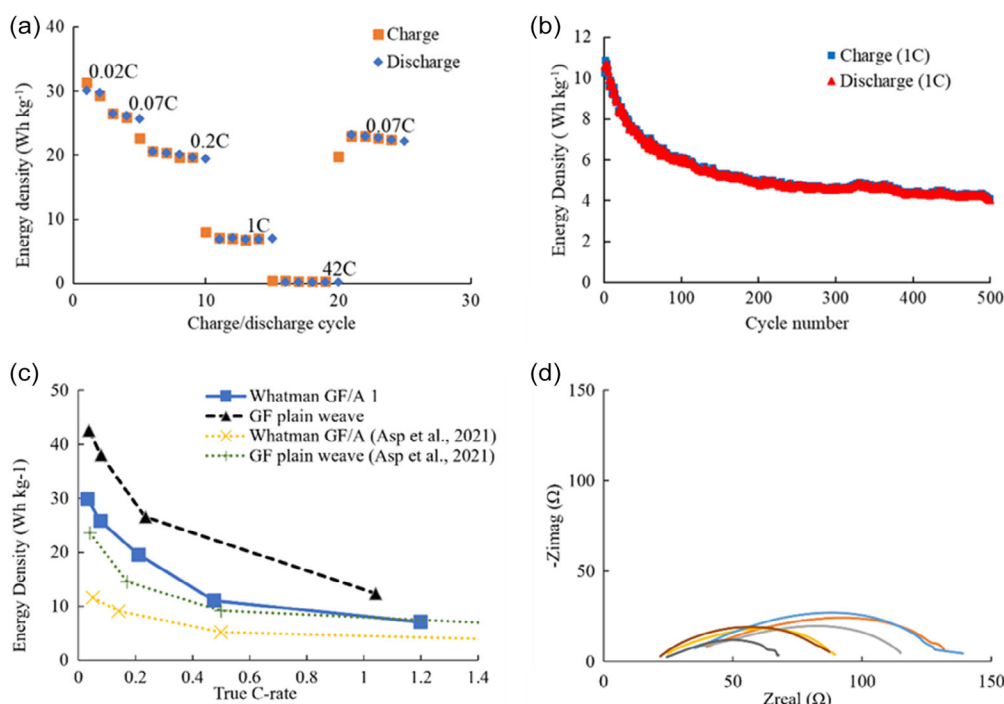 (a)
Charge
Discharge
0.02C
0.07C
0.2C
1C
42C
0.07C
Energy density (Wh kg-1)
40
30
20
10
0
0
10
20
30
Charge/discharge cycle
(b)
Charge (1C)
Discharge (1C)
Energy Density ( Wh kg-1)
12
10
8
6
4
2
0
0
100
200
300
400
500
Cycle number
(c)
Whatman GF/A 1
GF plain weave
Whatman GF/A (Asp et al., 2021)
GF plain weave (Asp et al., 2021)
Energy Density (Wh kg-1)
50
40
30
20
10
0
0
0.2
0.4
0.6
0.8
1
1.2
1.4
True C-rate
(d)
-Zimag (Ω)
150
100
50
0
0
50
100
150
Zreal (Ω)